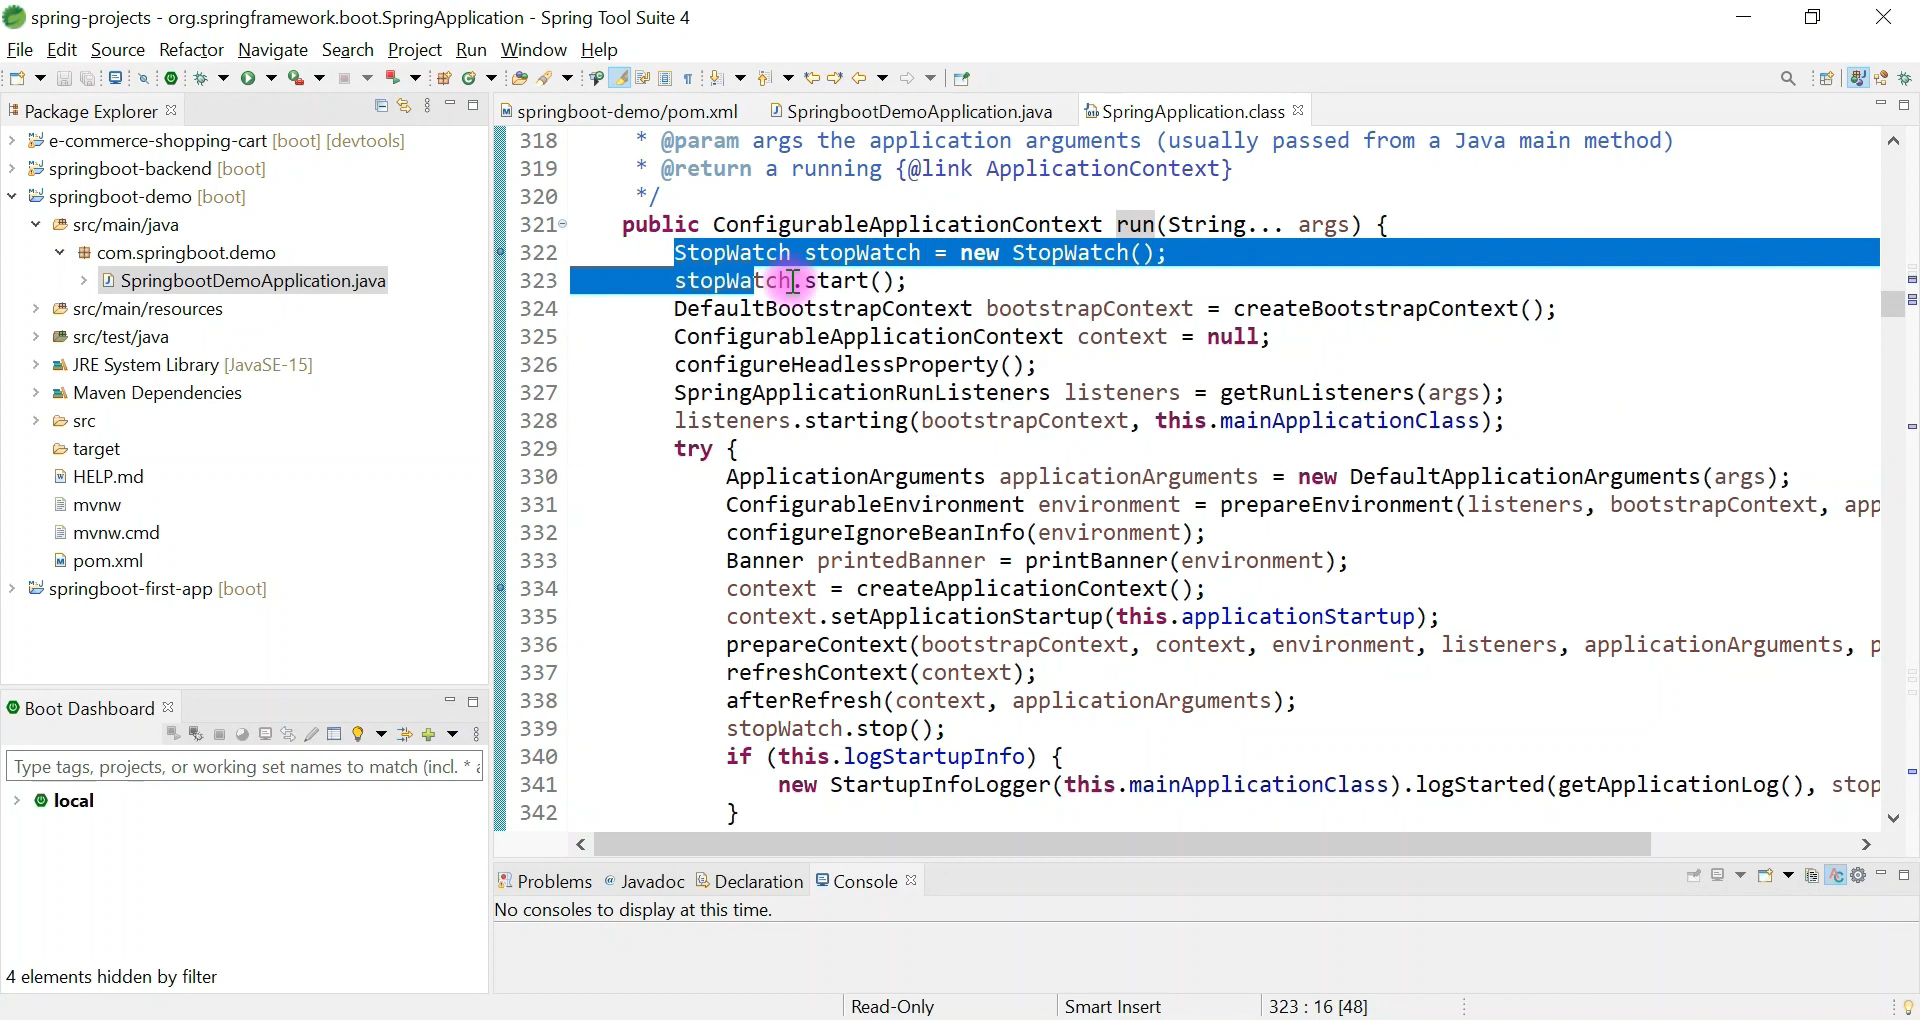 spring-projects - org.springframework.boot.SpringApplication - Spring Tool Suite 4
File Edit Source Refactor Navigate Search Project Run Window Help
Package Explorer
springboot-demo/pom.xml SpringbootDemoApplication.java SpringApplication.class
e-commerce-shopping-cart [boot] [devtools]
springboot-backend [boot]
springboot-demo [boot]
src/main/java
com.springboot.demo
SpringbootDemoApplication.java
src/main/resources
src/test/java
JRE System Library [JavaSE-15]
Maven Dependencies
src
target
HELP.md
mvnw
mvnw.cmd
pom.xml
springboot-first-app [boot]
318 * @param args the application arguments (usually passed from a Java main method)
319 * @return a running {@link ApplicationContext}
320 */
321 public ConfigurableApplicationContext run(String... args) {
322 StopWatch stopWatch = new StopWatch();
323 stopWatch.start();
324 DefaultBootstrapContext bootstrapContext = createBootstrapContext();
325 ConfigurableApplicationContext context = null;
326 configureHeadlessProperty();
327 SpringApplicationRunListeners listeners = getRunListeners(args);
328 listeners.starting(bootstrapContext, this.mainApplicationClass);
329 try {
330 ApplicationArguments applicationArguments = new DefaultApplicationArguments(args);
331 ConfigurableEnvironment environment = prepareEnvironment(listeners, bootstrapContext, app
332 configureIgnoreBeanInfo(environment);
333 Banner printedBanner = printBanner(environment);
334 context = createApplicationContext();
335 context.setApplicationStartup(this.applicationStartup);
336 prepareContext(bootstrapContext, context, environment, listeners, applicationArguments, p
337 refreshContext(context);
338 afterRefresh(context, applicationArguments);
339 stopWatch.stop();
340 if (this.logStartupInfo) {
341 new StartupInfoLogger(this.mainApplicationClass).logStarted(getApplicationLog(), stop
342 }
Boot Dashboard
Type tags, projects, or working set names to match (incl. * a
local
4 elements hidden by filter
Problems Javadoc Declaration Console
No consoles to display at this time.
Read-Only Smart Insert 323 : 16 [48]